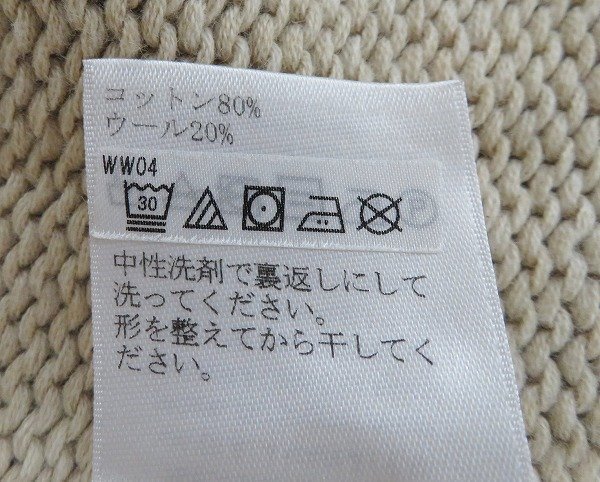 コットン80%
ウール20%
WW04
30
中性洗剤で裏返しにして
洗ってください。
形を整えてから干してく
ださい。